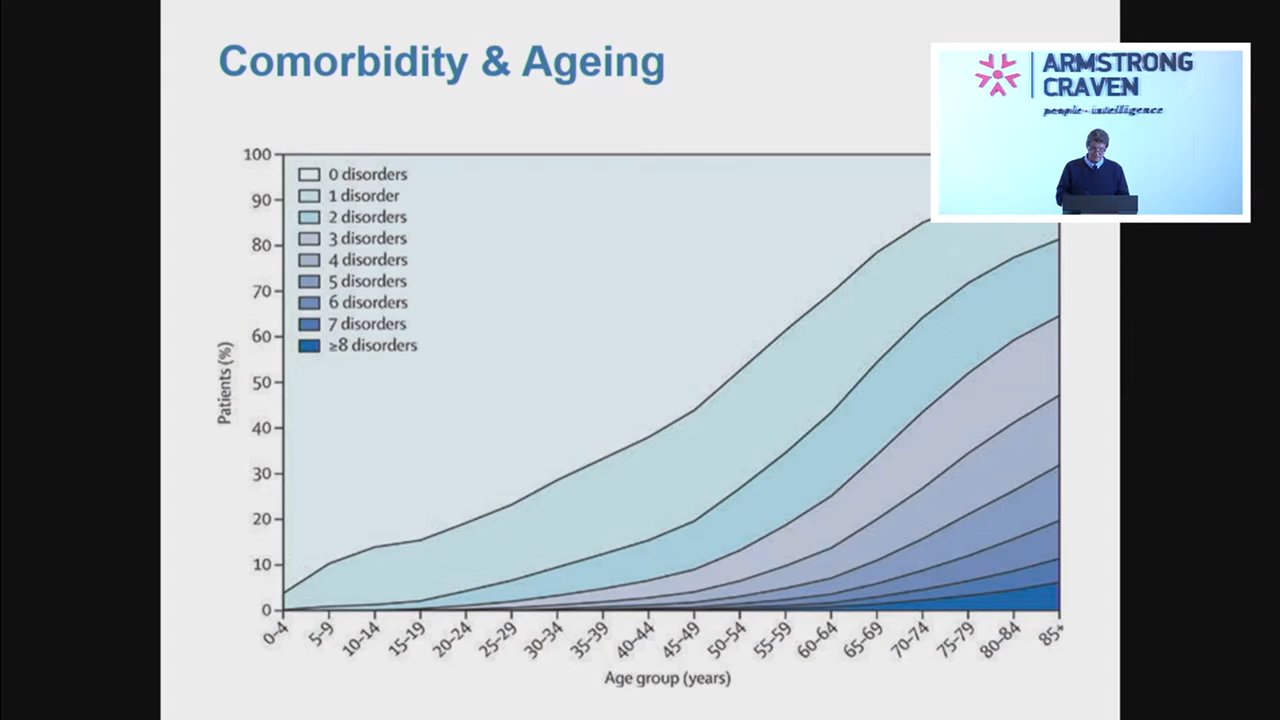 Comorbidity & Ageing
ARMSTRONG
CRAVEN
people - intelligence
100
90
80
70
60
50
40
30
20
10
0
Patients (%)
0 disorders
1 disorder
2 disorders
3 disorders
4 disorders
5 disorders
6 disorders
7 disorders
≥8 disorders
0-4
5-9
10-14
15-19
20-24
25-29
30-34
35-39
40-44
45-49
50-54
55-59
60-64
65-69
70-74
75-79
80-84
85+
Age group (years)